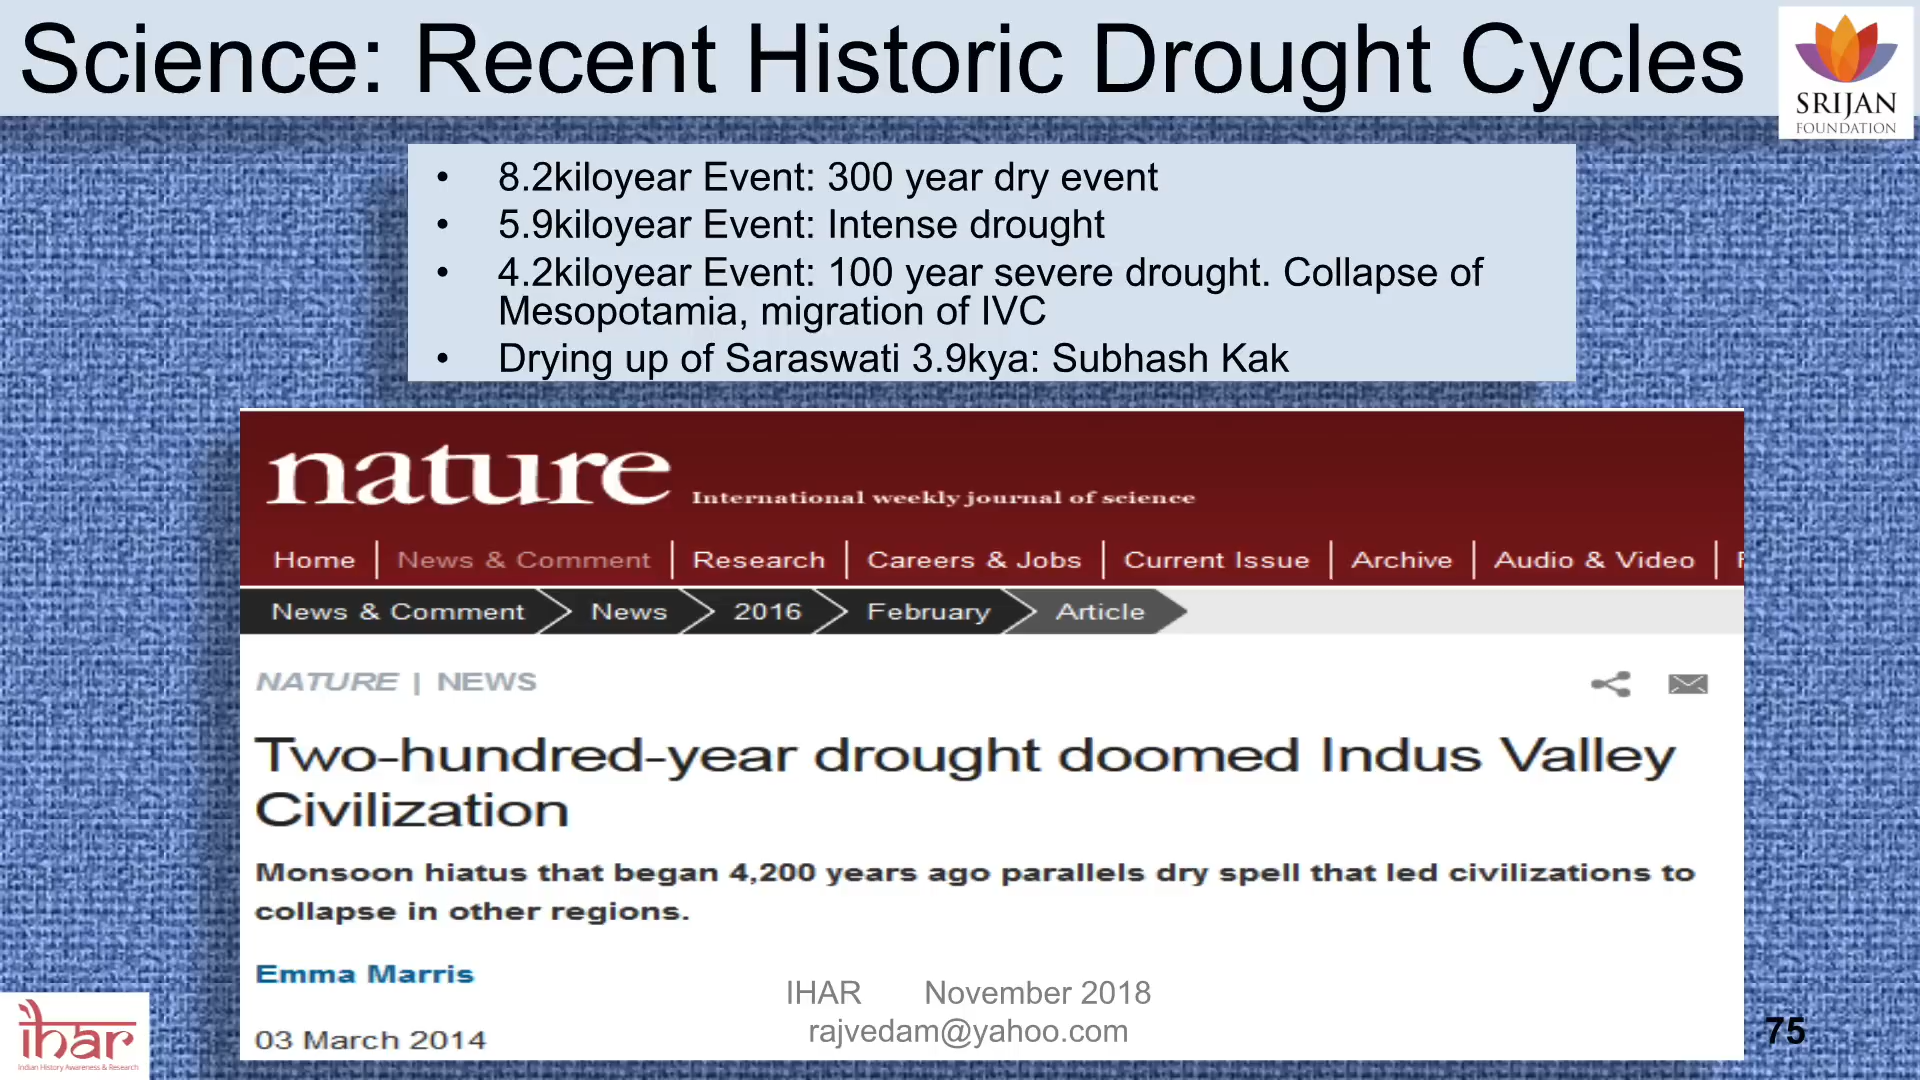 Science: Recent Historic Drought Cycles
SRIJAN
FOUNDATION
• 8.2kiloyear Event: 300 year dry event
• 5.9kiloyear Event: Intense drought
• 4.2kiloyear Event: 100 year severe drought. Collapse of
Mesopotamia, migration of IVC
• Drying up of Saraswati 3.9kya: Subhash Kak
nature International weekly journal of science
Home | News & Comment | Research | Careers & Jobs | Current Issue | Archive | Audio & Video |
News & Comment News 2016 February Article
NATURE | NEWS
Two-hundred-year drought doomed Indus Valley
Civilization
Monsoon hiatus that began 4,200 years ago parallels dry spell that led civilizations to
collapse in other regions.
Emma Marris
03 March 2014
IHAR November 2018
rajvedam@yahoo.com
75
ihar
Indian History Awareness & Research